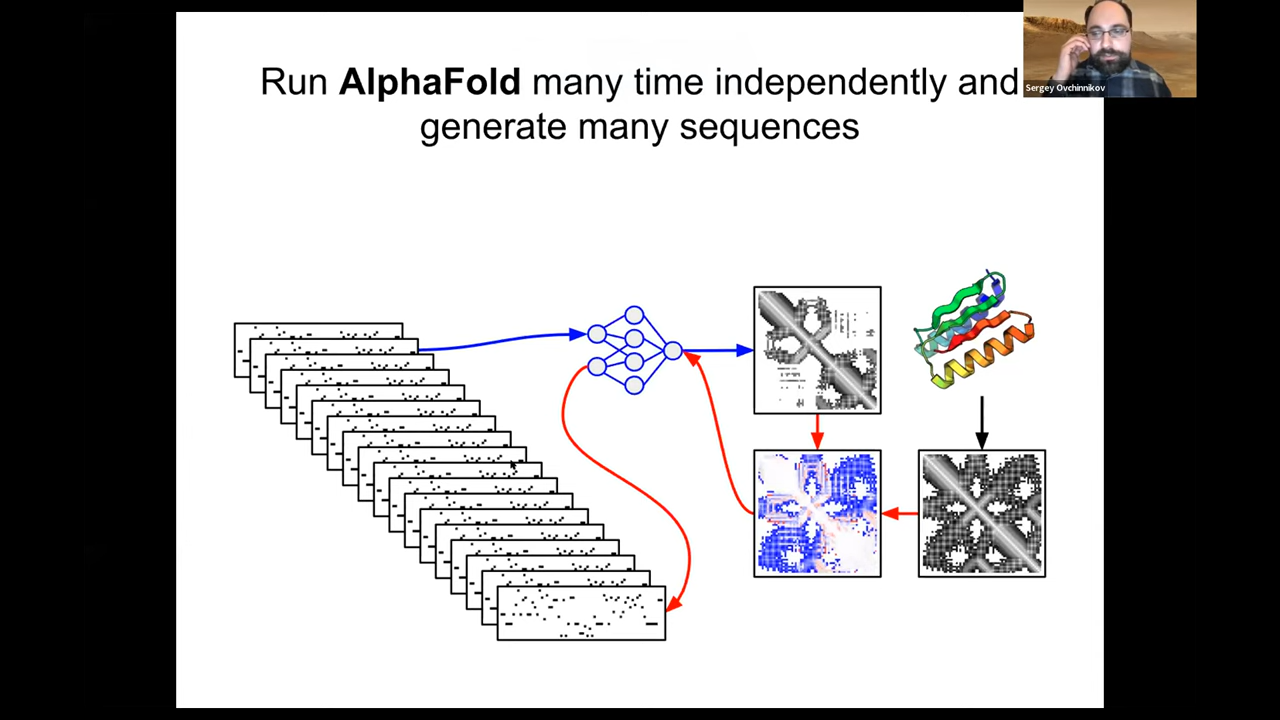 Run AlphaFold many time independently and
generate many sequences
Sergey Ovchinnikov